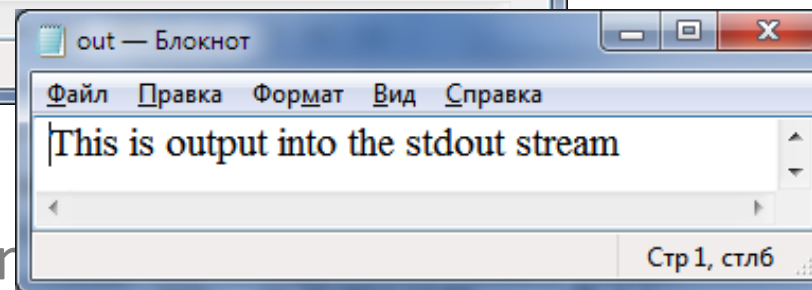 out — Блокнот
Файл Правка Формат Вид Справка
This is output into the stdout stream
Стр 1, стлб